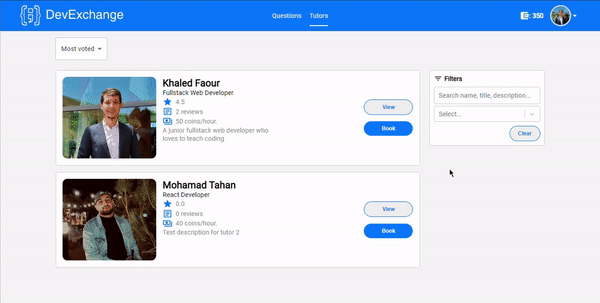 DevExchange
Questions
Tutors
: 350
Most voted
Khaled Faour
Fullstack Web Developer
4.5
2 reviews
50 coins/hour.
A junior fullstack web developer who
loves to teach coding
View
Book
Mohamad Tahan
React Developer
0.0
0 reviews
40 coins/hour.
Test description for tutor 2
View
Book
Filters
Search name, title, description...
Select...
Clear